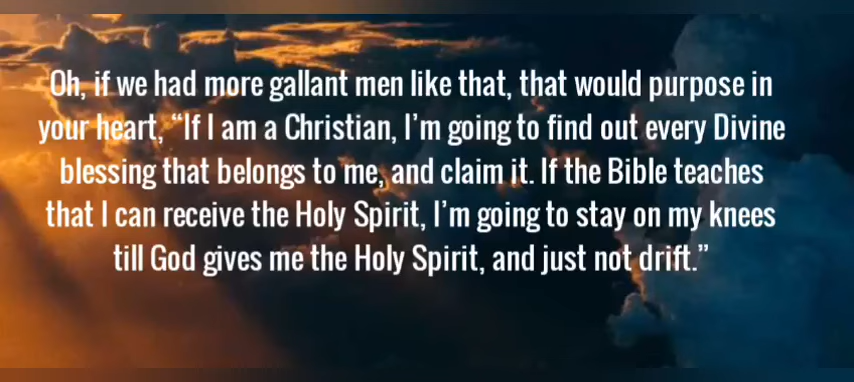 Oh, if we had more gallant men like that, that would purpose in
your heart, “If I am a Christian, I’m going to find out every Divine
blessing that belongs to me, and claim it. If the Bible teaches
that I can receive the Holy Spirit, I’m going to stay on my knees
till God gives me the Holy Spirit, and just not drift.”